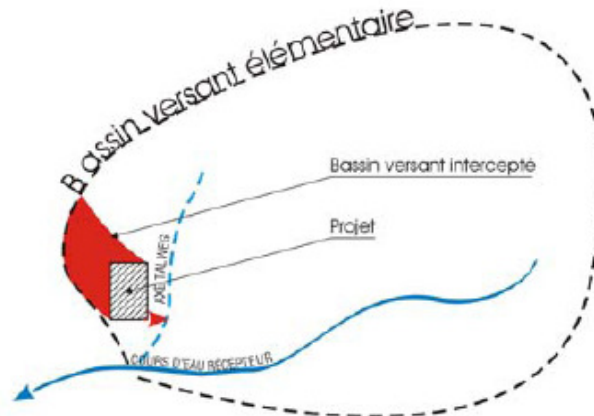 Bassin versant élémentaire
Bassin versant intercepté
Projet
AXE TALWEG
COURS D'EAU RÉCEPTEUR